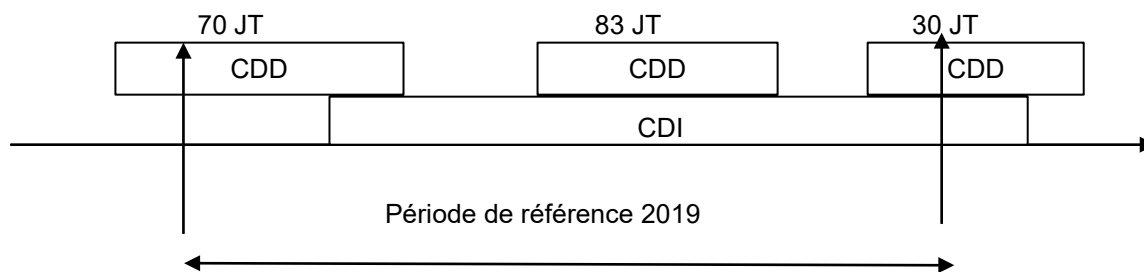 70 JT 83 JT 30 JT
CDD CDD CDD
CDI
Période de référence 2019